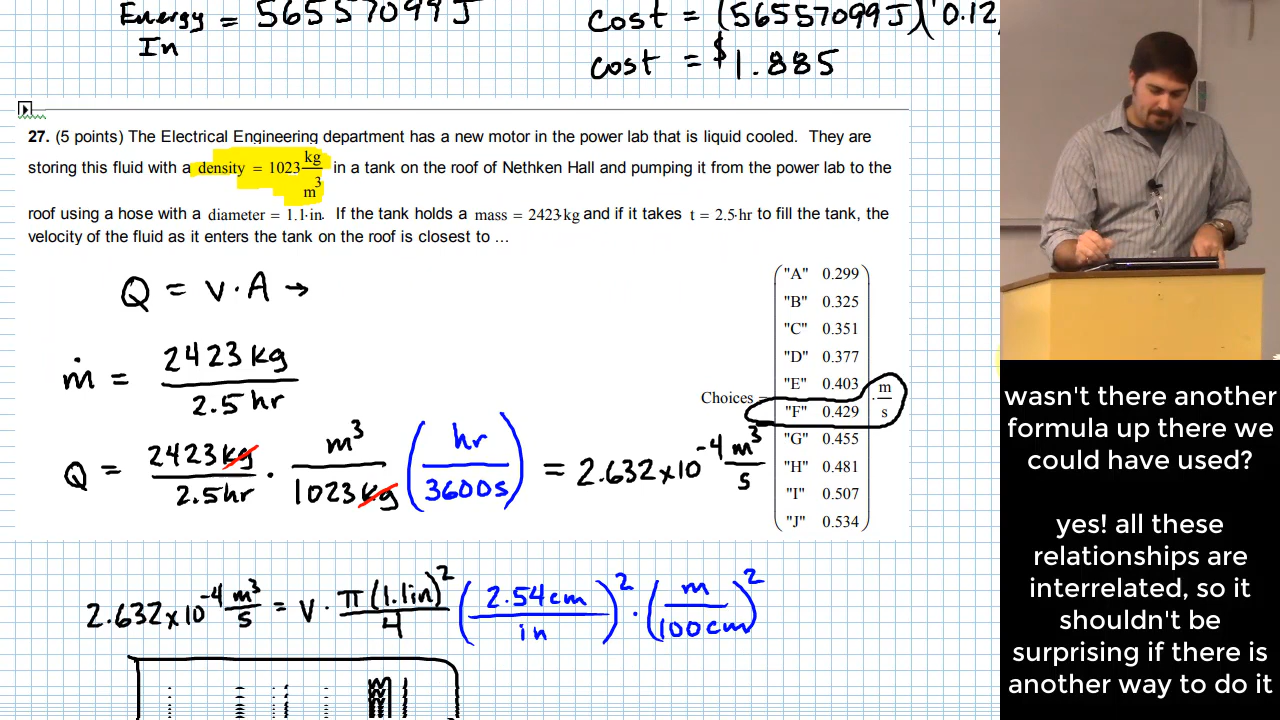 Energy = 56557099 J
In
Cost = (56557099 J)(0.12
cost = $1.885
27. (5 points) The Electrical Engineering department has a new motor in the power lab that is liquid cooled. They are
storing this fluid with a density = 1023 kg/m³ in a tank on the roof of Nethken Hall and pumping it from the power lab to the
roof using a hose with a diameter = 1.1·in. If the tank holds a mass = 2423·kg and if it takes t = 2.5·hr to fill the tank, the
velocity of the fluid as it enters the tank on the roof is closest to …
Q = v · A →
ṁ = 2423 kg / 2.5 hr
Q = 2423 kg / 2.5 hr · m³ / 1023 kg (hr / 3600 s) = 2.632 x 10⁻⁴ m³/s
Choices = 
"A" 0.299
"B" 0.325
"C" 0.351
"D" 0.377
"E" 0.403
"F" 0.429
"G" 0.455
"H" 0.481
"I" 0.507
"J" 0.534
· m/s
2.632 x 10⁻⁴ m³/s = v · π (1.1 in)² / 4 (2.54 cm / in)² · (m / 100 cm)²
wasn't there another
formula up there we
could have used?
yes! all these
relationships are
interrelated, so it
shouldn't be
surprising if there is
another way to do it